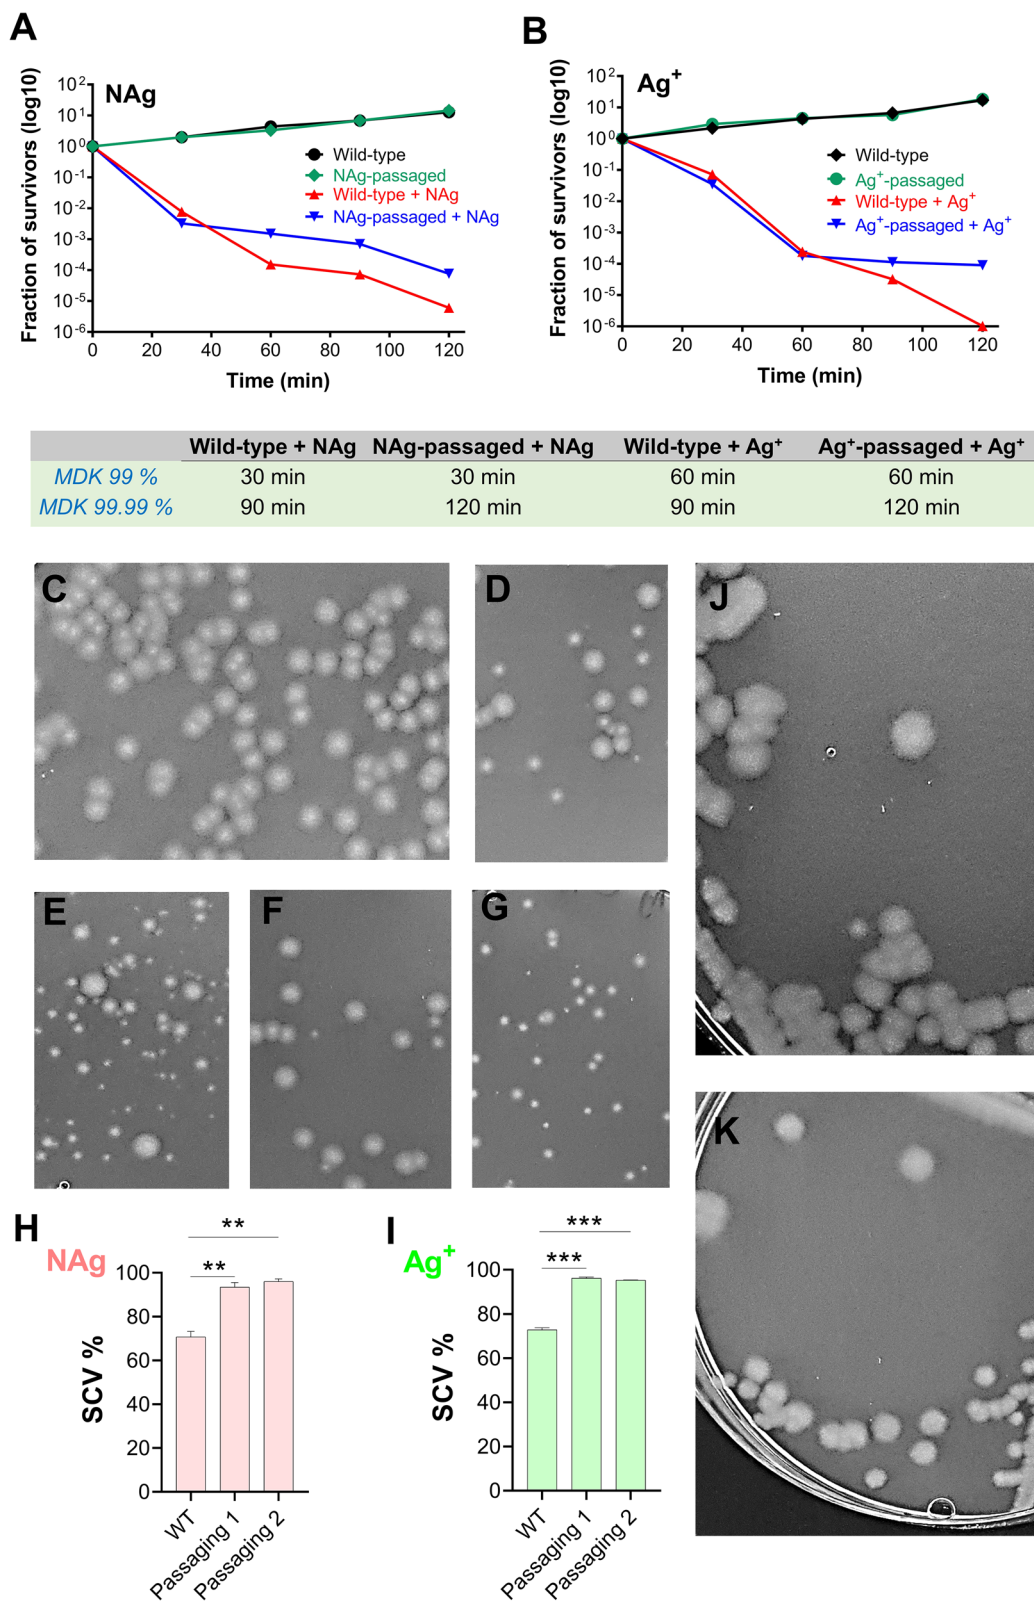 A
NAg
Fraction of survivors (log10)
10²
10¹
10⁰
10⁻¹
10⁻²
10⁻³
10⁻⁴
10⁻⁵
10⁻⁶
Wild-type
NAg-passaged
Wild-type + NAg
NAg-passaged + NAg
0 20 40 60 80 100 120
Time (min)
B
Ag⁺
Fraction of survivors (log10)
10²
10¹
10⁰
10⁻¹
10⁻²
10⁻³
10⁻⁴
10⁻⁵
10⁻⁶
Wild-type
Ag⁺-passaged
Wild-type + Ag⁺
Ag⁺-passaged + Ag⁺
0 20 40 60 80 100 120
Time (min)
Wild-type + NAg NAg-passaged + NAg Wild-type + Ag⁺ Ag⁺-passaged + Ag⁺
MDK 99 % 30 min 30 min 60 min 60 min
MDK 99.99 % 90 min 120 min 90 min 120 min
C
D
J
E
F
G
K
H
NAg
SCV %
**
**
100
80
60
40
20
0
WT
Passaging 1
Passaging 2
I
Ag⁺
SCV %
***
***
100
80
60
40
20
0
WT
Passaging 1
Passaging 2